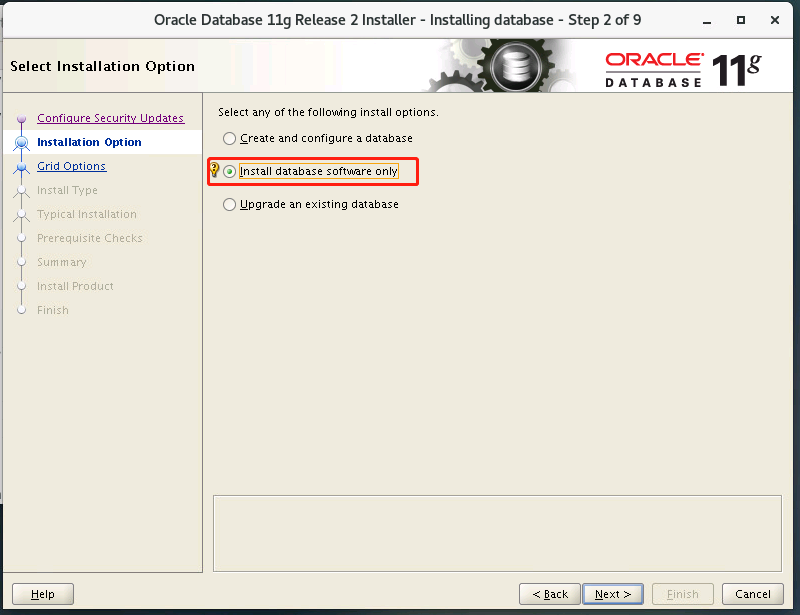 Oracle Database 11g Release 2 Installer - Installing database - Step 2 of 9
Select Installation Option
ORACLE
DATABASE 11g
Configure Security Updates
Installation Option
Grid Options
Install Type
Typical Installation
Prerequisite Checks
Summary
Install Product
Finish
Select any of the following install options.
Create and configure a database
Install database software only
Upgrade an existing database
Help
< Back
Next >
Finish
Cancel